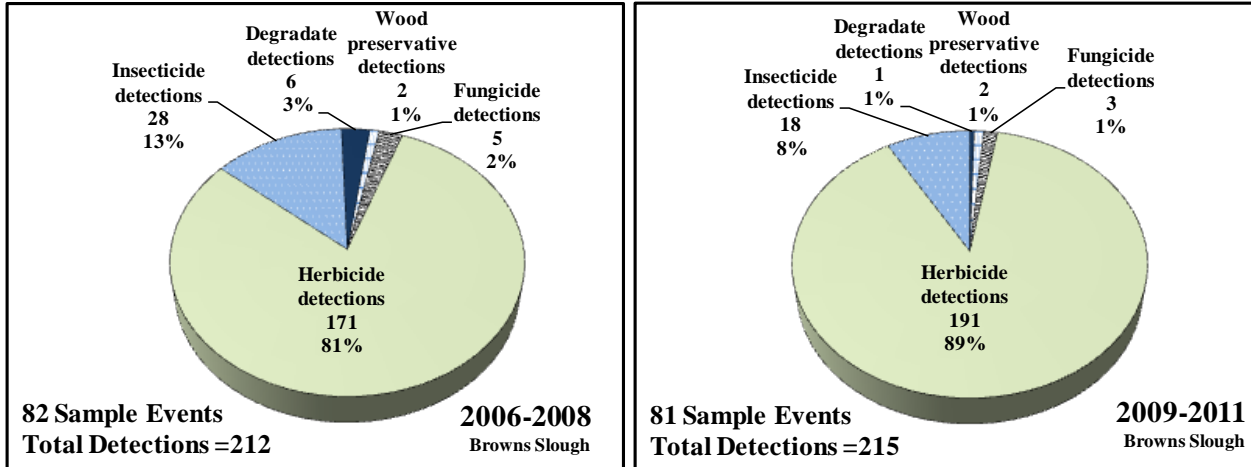 Degradate
detections
6
3%
Wood
preservative
detections
2
1%
Insecticide
detections
28
13%
Fungicide
detections
5
2%
Herbicide
detections
171
81%
82 Sample Events
Total Detections =212
2006-2008
Browns Slough
Degradate
detections
1
1%
Wood
preservative
detections
2
1%
Insecticide
detections
18
8%
Fungicide
detections
3
1%
Herbicide
detections
191
89%
81 Sample Events
Total Detections =215
2009-2011
Browns Slough